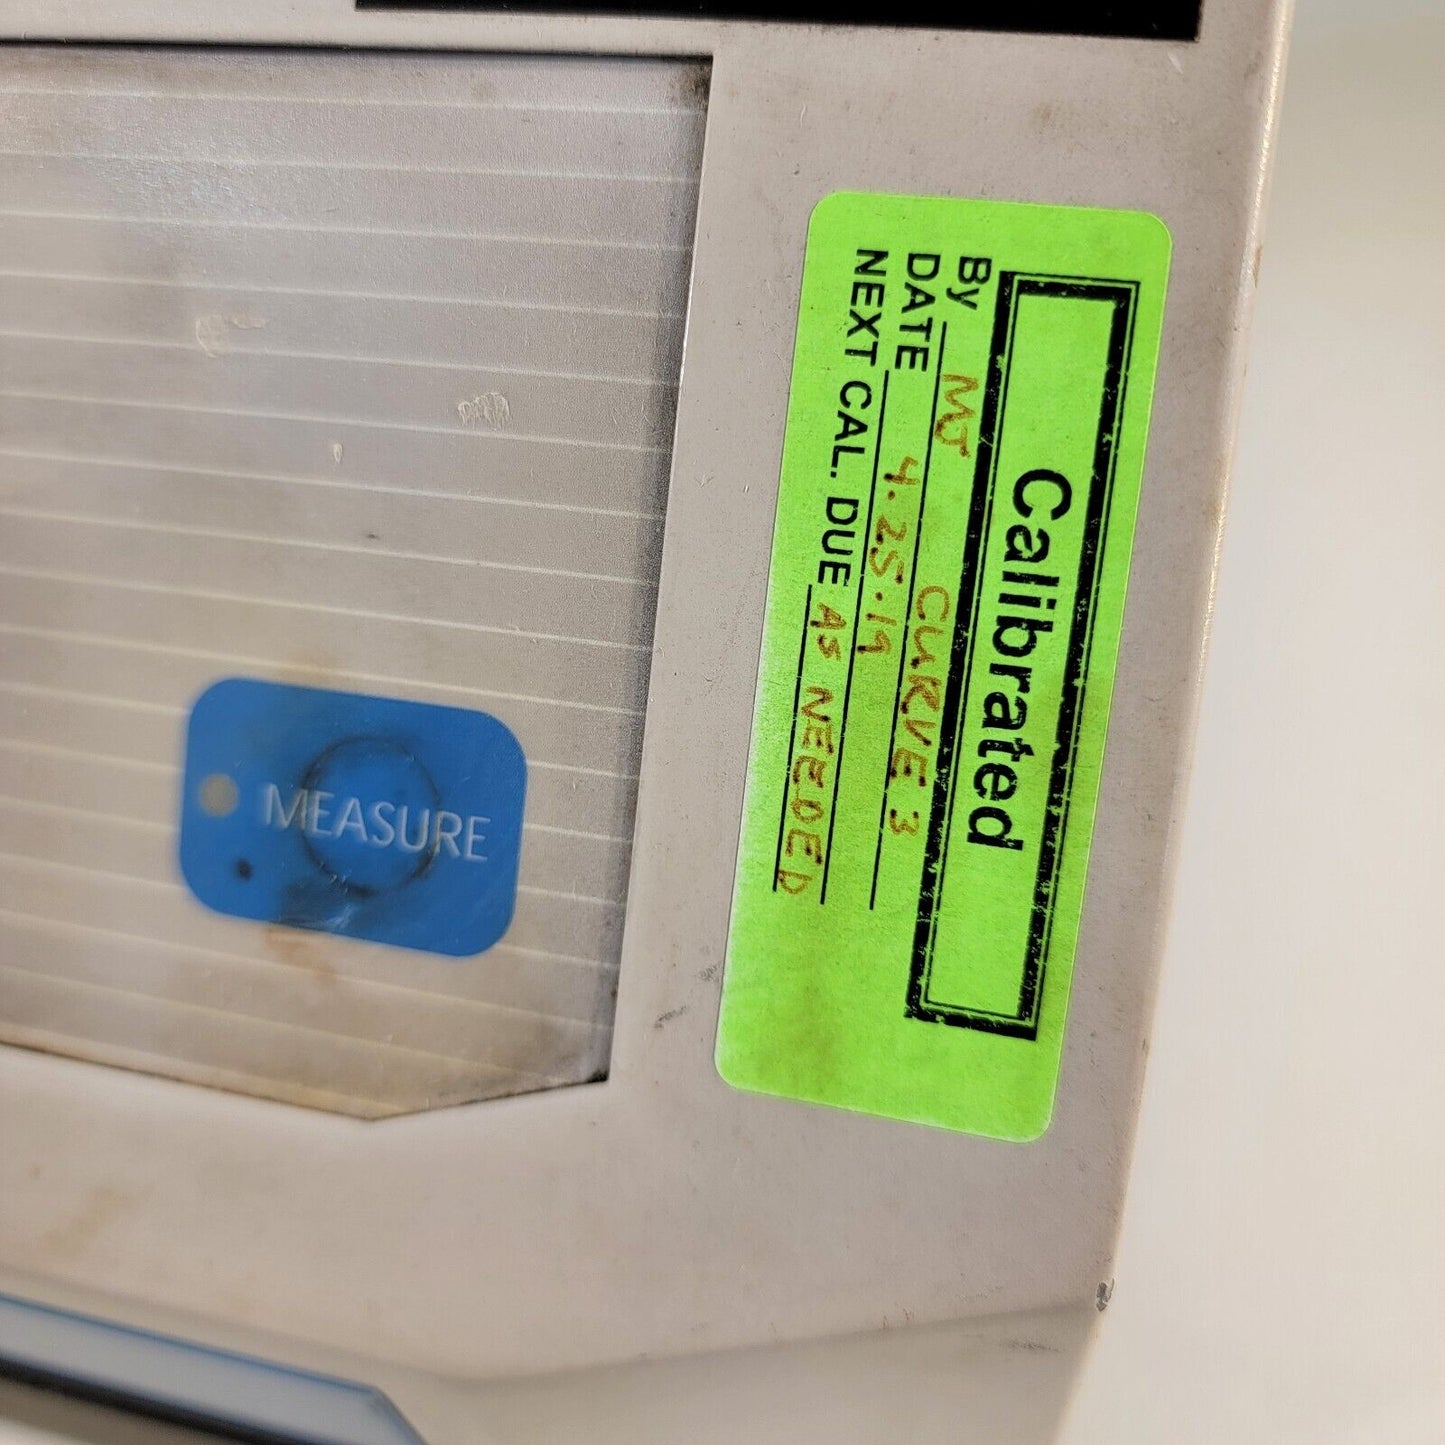 MEASURE
Calibrated
By MJ CURVE 3
DATE 4.25.19
NEXT CAL. DUE AS NEEDED